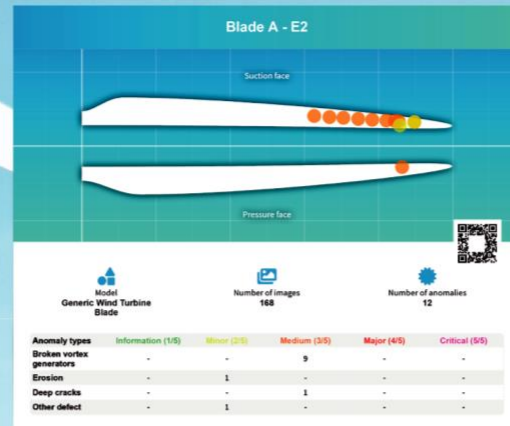 Blade A - E2
Suction face
Pressure face
Model
Generic Wind Turbine
Blade
Number of images
168
Number of anomalies
12
Anomaly types Information (1/5) Minor (2/5) Medium (3/5) Major (4/5) Critical (5/5)
Broken vortex
generators - - 9 - -
Erosion - 1 - - -
Deep cracks - - 1 - -
Other defect - 1 - - -